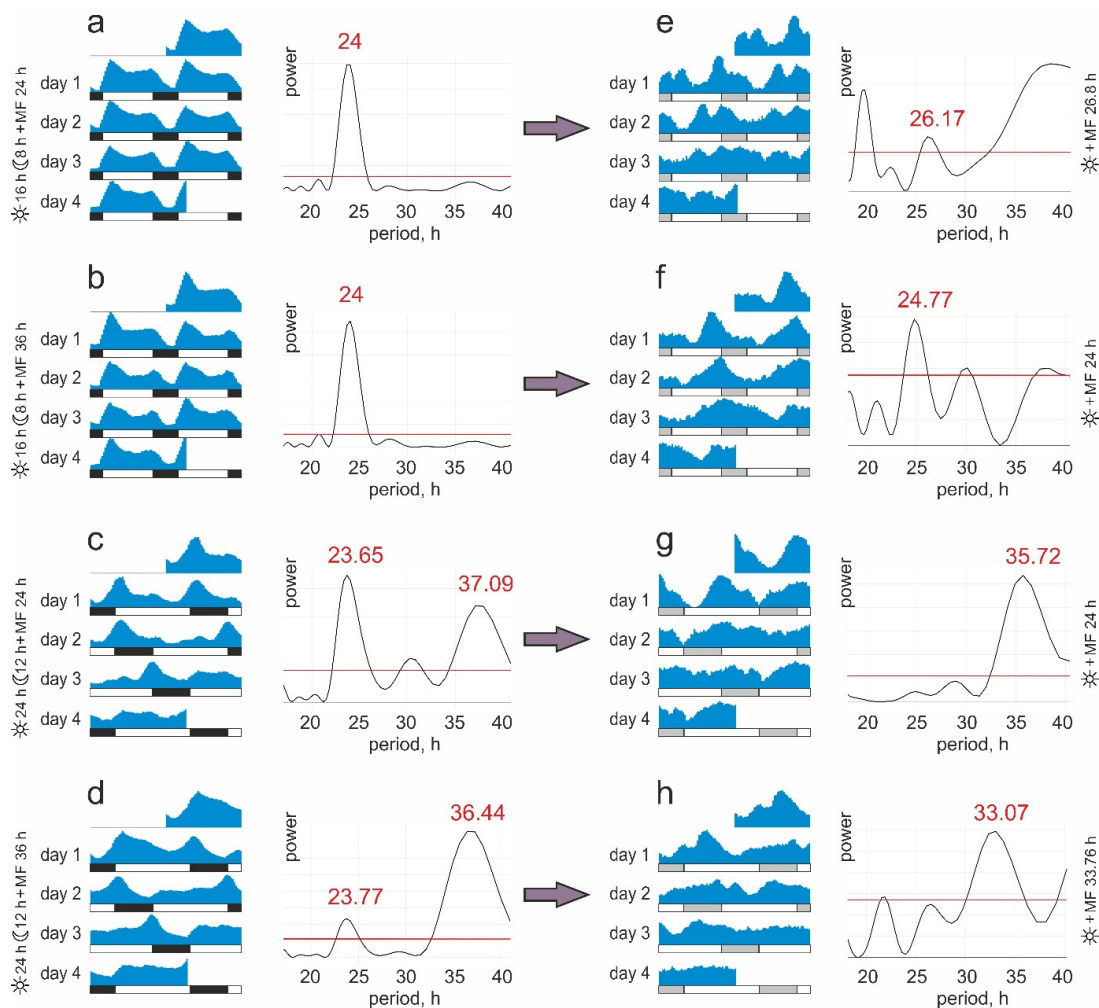 a
☼16 h☾8 h +MF 24 h
day 1
day 2
day 3
day 4
power
24
20 25 30 35 40
period, h
e
day 1
day 2
day 3
day 4
power
26.17
20 25 30 35 40
period, h
☼+MF 26.8 h
b
☼16 h☾8 h +MF 36 h
day 1
day 2
day 3
day 4
power
24
20 25 30 35 40
period, h
f
day 1
day 2
day 3
day 4
power
24.77
20 25 30 35 40
period, h
☼+MF 24 h
c
☼24 h☾12 h+MF 24 h
day 1
day 2
day 3
day 4
power
23.65
37.09
20 25 30 35 40
period, h
g
day 1
day 2
day 3
day 4
power
35.72
20 25 30 35 40
period, h
☼+MF 24 h
d
☼24 h☾12 h+MF 36 h
day 1
day 2
day 3
day 4
power
36.44
23.77
20 25 30 35 40
period, h
h
day 1
day 2
day 3
day 4
power
33.07
20 25 30 35 40
period, h
☼+MF 33.76 h